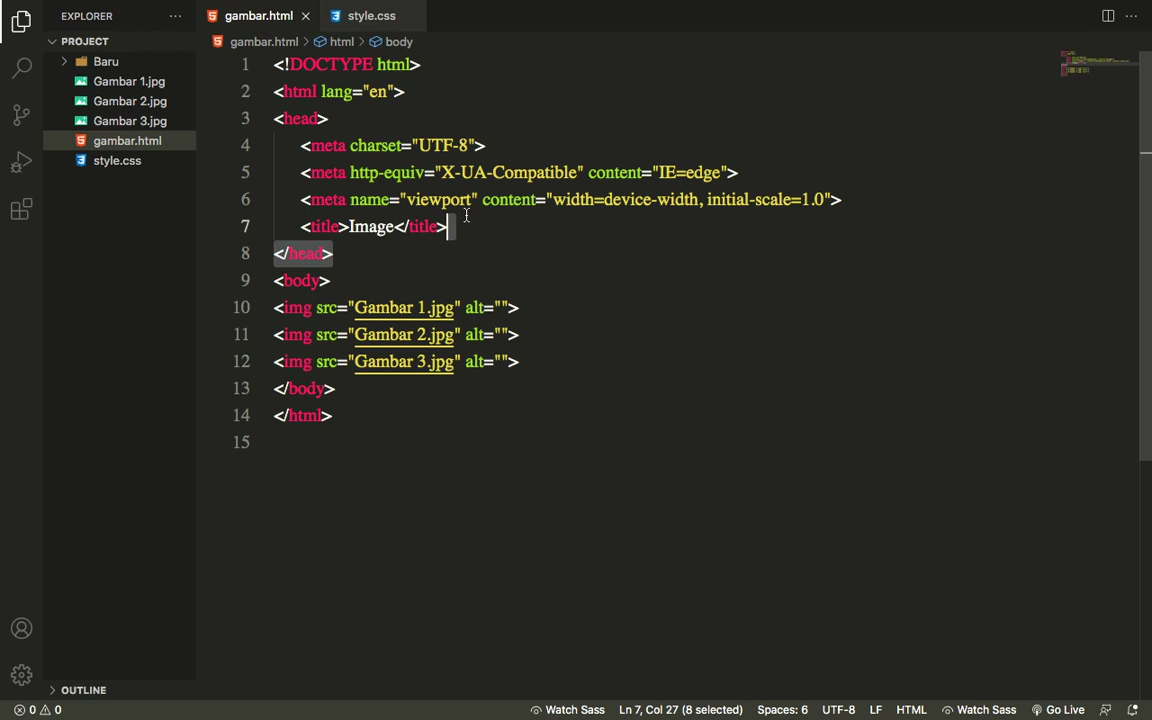 EXPLORER ···
gambar.html
style.css
···
PROJECT
gambar.html > html > body
Baru
Gambar 1.jpg
Gambar 2.jpg
Gambar 3.jpg
gambar.html
style.css
1 <!DOCTYPE html>
2 <html lang="en">
3 <head>
4 <meta charset="UTF-8">
5 <meta http-equiv="X-UA-Compatible" content="IE=edge">
6 <meta name="viewport" content="width=device-width, initial-scale=1.0">
7 <title>Image</title>
8 </head>
9 <body>
10 <img src="Gambar 1.jpg" alt="">
11 <img src="Gambar 2.jpg" alt="">
12 <img src="Gambar 3.jpg" alt="">
13 </body>
14 </html>
15
OUTLINE
0 0
Watch Sass Ln 7, Col 27 (8 selected) Spaces: 6 UTF-8 LF HTML Watch Sass Go Live